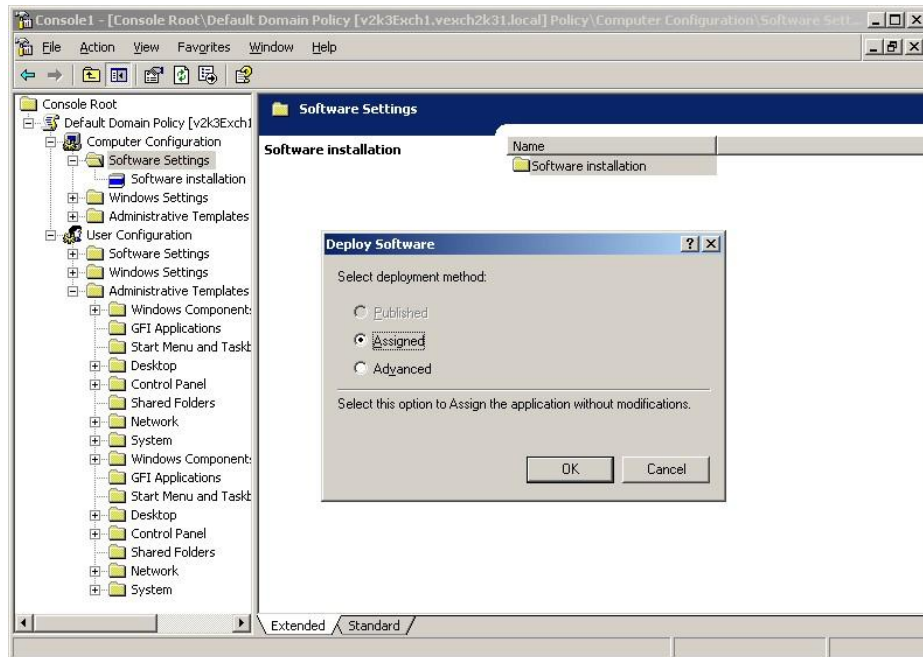 Console1 - [Console Root\Default Domain Policy [v2k3Exch1.vexch2k31.local] Policy\Computer Configuration\Software Sett...
File Action View Favorites Window Help
Console Root
Default Domain Policy [v2k3Exch1
Computer Configuration
Software Settings
Software installation
Windows Settings
Administrative Templates
User Configuration
Software Settings
Windows Settings
Administrative Templates
Windows Component
GFI Applications
Start Menu and Taskb
Desktop
Control Panel
Shared Folders
Network
System
Windows Component
GFI Applications
Start Menu and Taskb
Desktop
Control Panel
Shared Folders
Network
System
Software Settings
Software installation
Name
Software installation
Deploy Software
Select deployment method:
Published
Assigned
Advanced
Select this option to Assign the application without modifications.
OK Cancel
Extended Standard